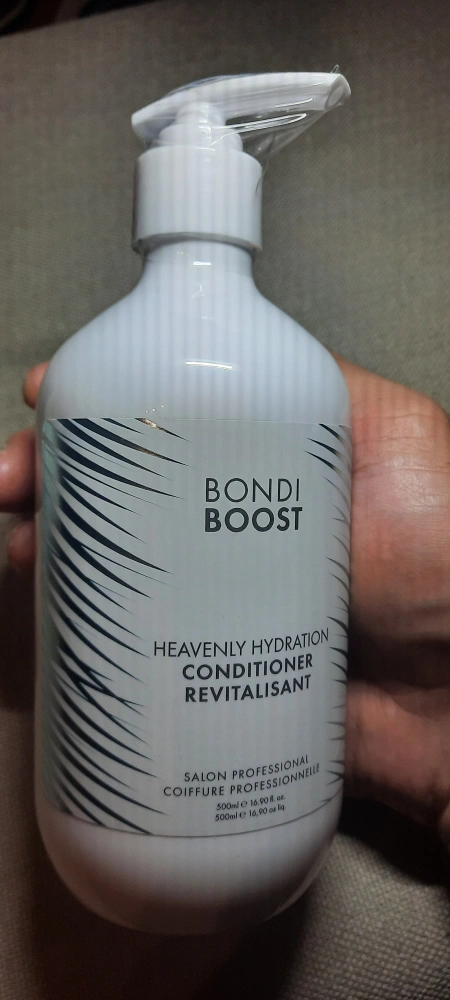 BONDI
BOOST
HEAVENLY HYDRATION
CONDITIONER
REVITALISANT
SALON PROFESSIONAL
COIFFURE PROFESSIONNELLE
500ml ℮ 16.90 fl. oz.
500ml ℮ 16,90 oz liq.